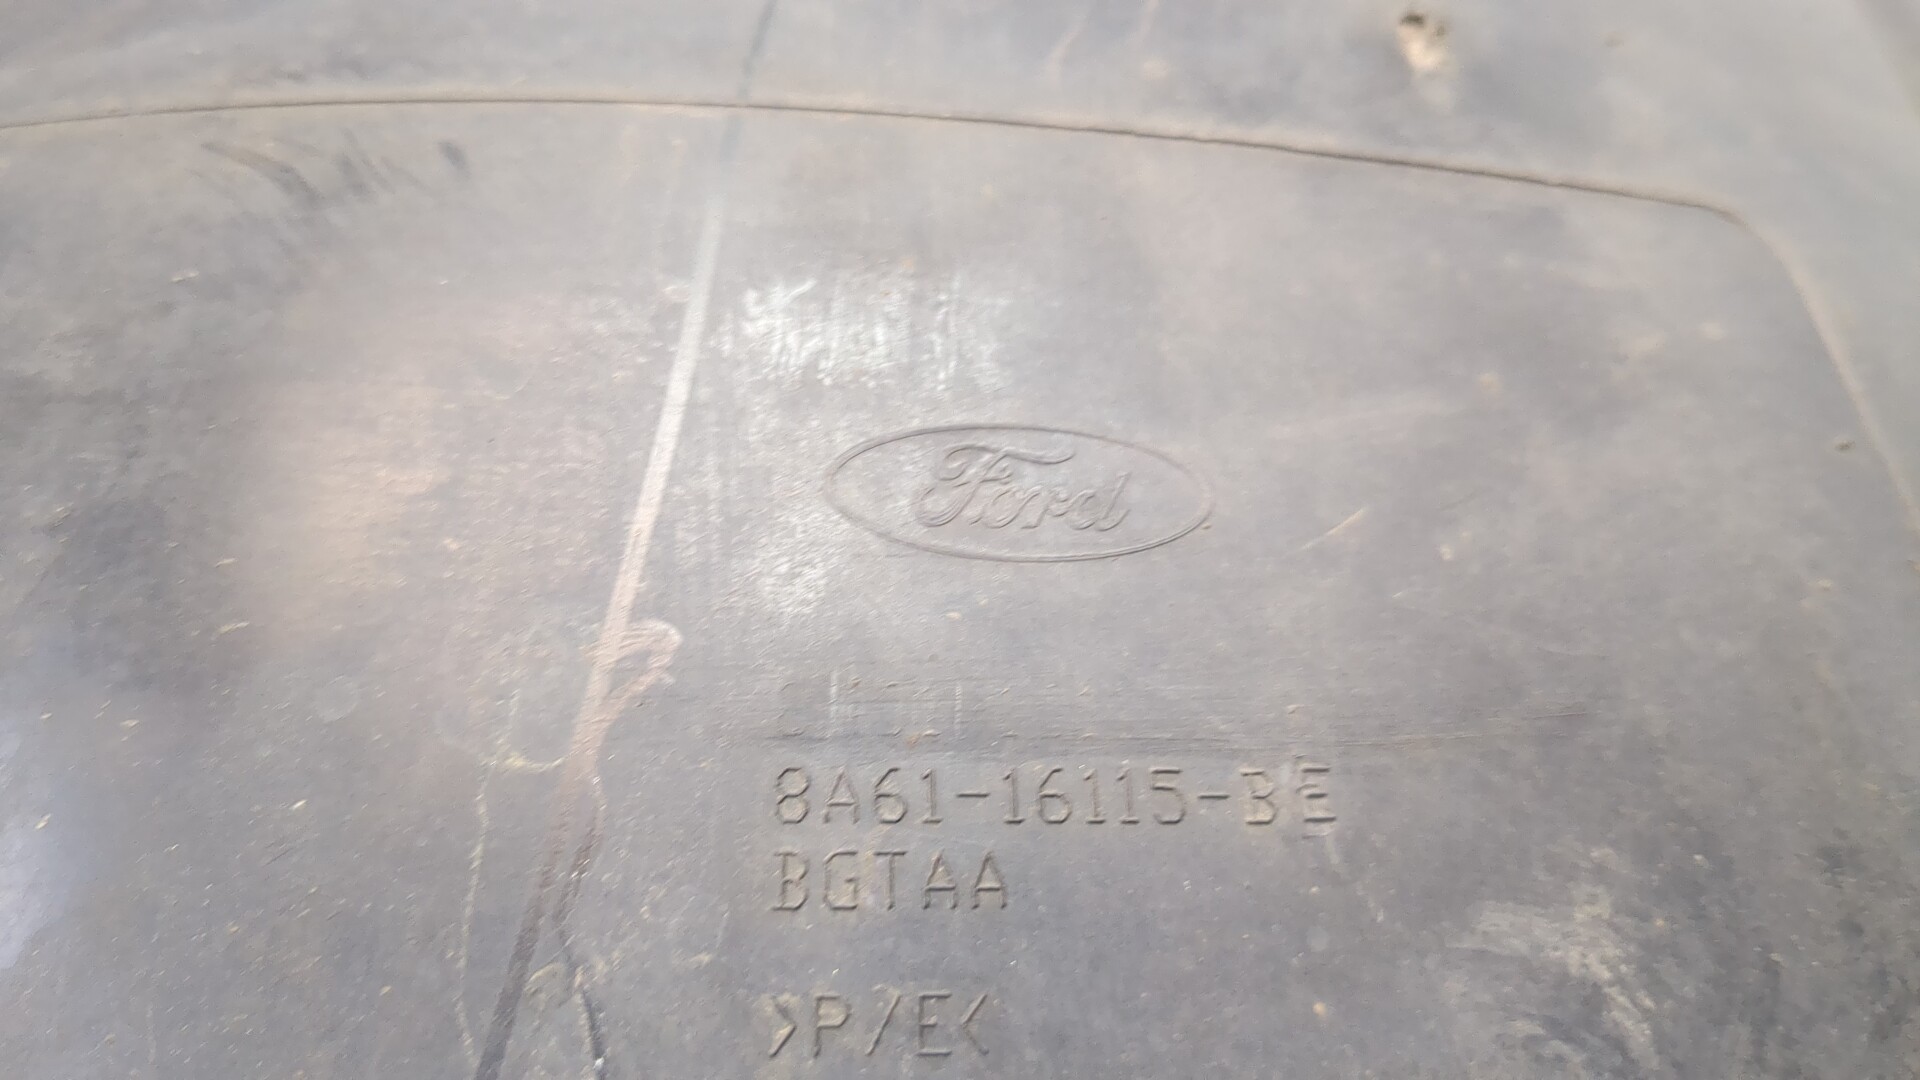 Ford
8A61-16115-BE
BGTAA
>P/E<